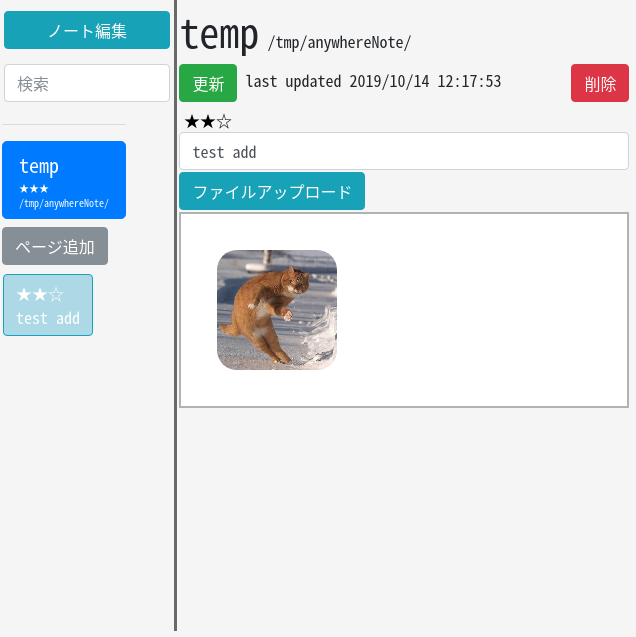 ノート編集
検索
temp
★★★
/tmp/anywhereNote/
ページ追加
★★☆
test add
temp /tmp/anywhereNote/
更新 last updated 2019/10/14 12:17:53 削除
★★☆
test add
ファイルアップロード